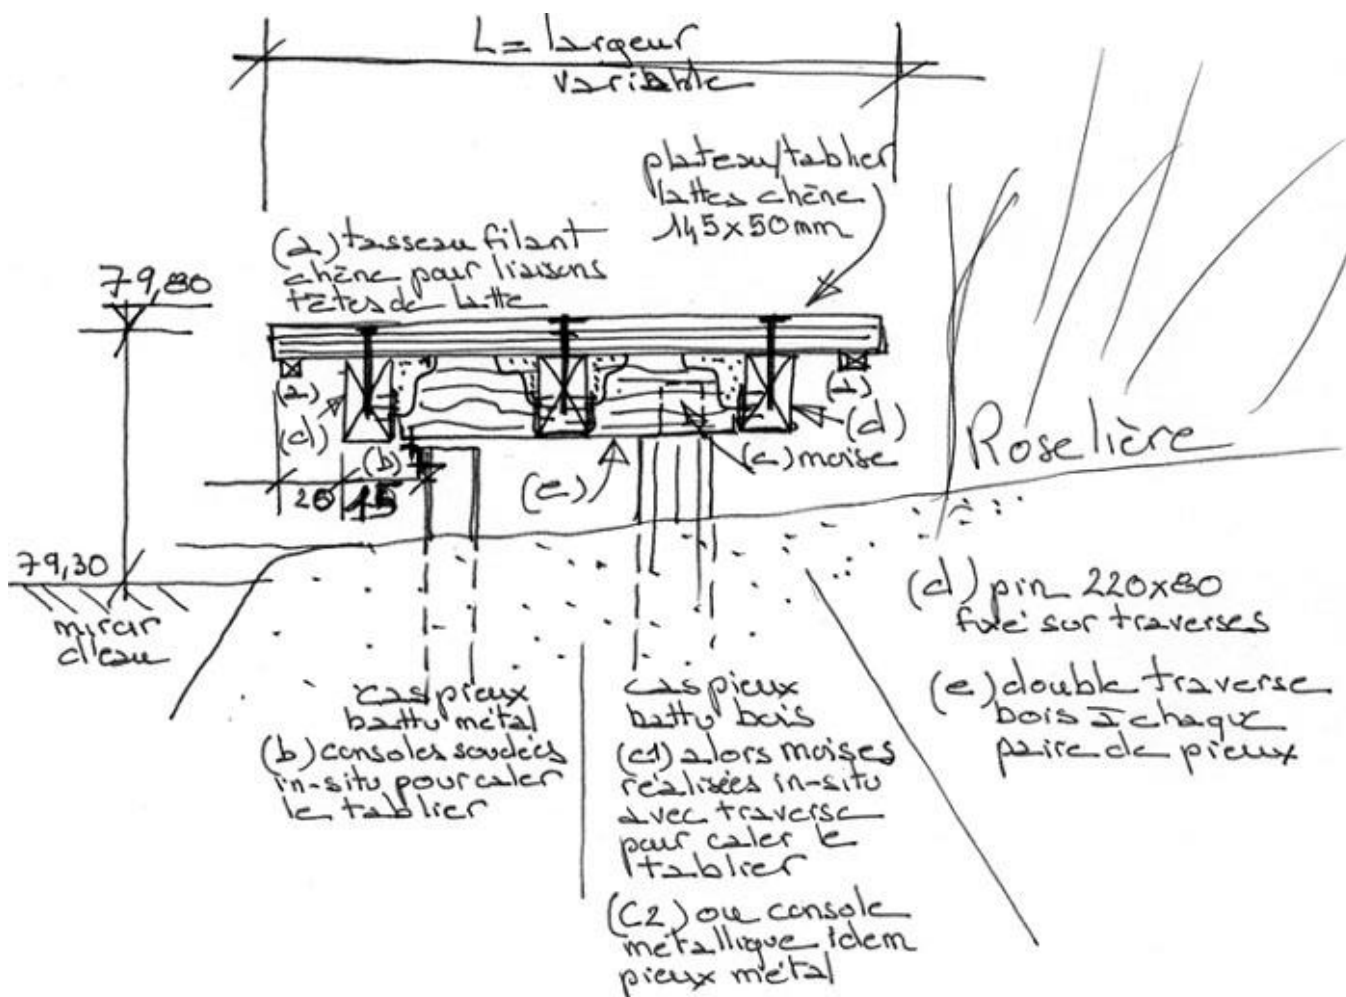 L = largeur
variable
plateau/tablier
lattes chêne
145x50mm
(a) tasseau filant
chêne pour liaisons
têtes de latte
79,80
(a)
(d)
(b)
20
15
(e)
(c) moise
(d)
(a)
Roselière
79,30
miroir
d'eau
(d) pin 220x80
fixé sur traverses
(e) double traverse
bois à chaque
paire de pieux
cas pieux
battu métal
(b) consoles soudées
in-situ pour caler
le tablier
cas pieux
battu bois
(c1) alors moises
réalisées in-situ
avec traverse
pour caler le
tablier
(C2) ou console
métallique idem
pieux métal